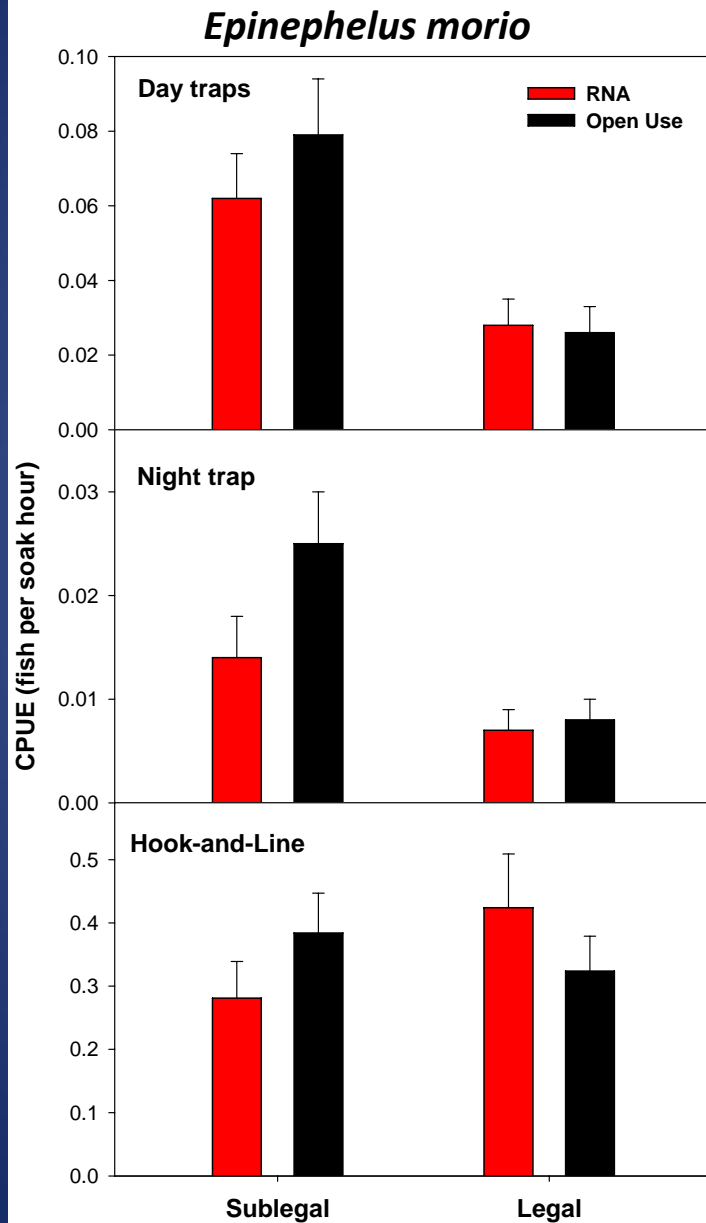 Epinephelus morio
Day traps
RNA
Open Use
0.10
0.08
0.06
0.04
0.02
0.00
Night trap
0.03
0.02
0.01
0.00
CPUE (fish per soak hour)
Hook-and-Line
0.5
0.4
0.3
0.2
0.1
0.0
Sublegal Legal